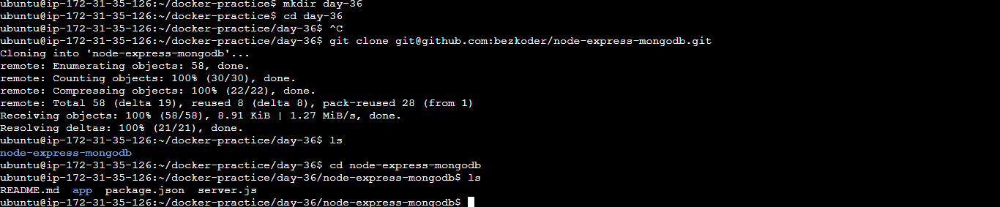 ubuntu@ip-172-31-35-126:~/docker-practice$ mkdir day-36
ubuntu@ip-172-31-35-126:~/docker-practice$ cd day-36
ubuntu@ip-172-31-35-126:~/docker-practice/day-36$ ^C
ubuntu@ip-172-31-35-126:~/docker-practice/day-36$ git clone git@github.com:bezkoder/node-express-mongodb.git
Cloning into 'node-express-mongodb'...
remote: Enumerating objects: 58, done.
remote: Counting objects: 100% (30/30), done.
remote: Compressing objects: 100% (22/22), done.
remote: Total 58 (delta 19), reused 8 (delta 8), pack-reused 28 (from 1)
Receiving objects: 100% (58/58), 8.91 KiB | 1.27 MiB/s, done.
Resolving deltas: 100% (21/21), done.
ubuntu@ip-172-31-35-126:~/docker-practice/day-36$ ls
node-express-mongodb
ubuntu@ip-172-31-35-126:~/docker-practice/day-36$ cd node-express-mongodb
ubuntu@ip-172-31-35-126:~/docker-practice/day-36/node-express-mongodb$ ls
README.md  app  package.json  server.js
ubuntu@ip-172-31-35-126:~/docker-practice/day-36/node-express-mongodb$